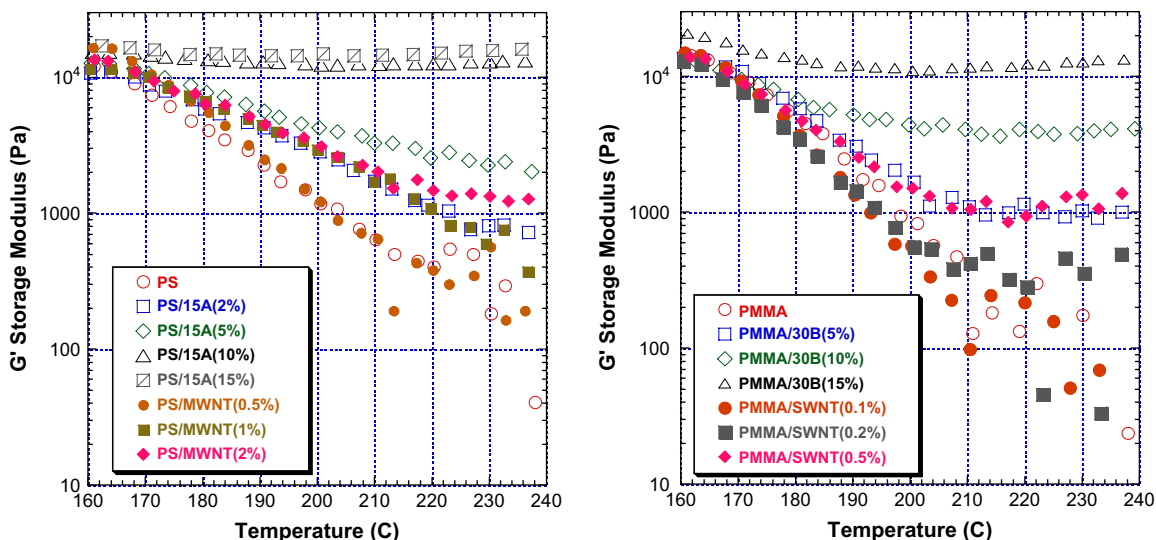 G' Storage Modulus (Pa)
10⁴
1000
100
10
PS
PS/15A(2%)
PS/15A(5%)
PS/15A(10%)
PS/15A(15%)
PS/MWNT(0.5%)
PS/MWNT(1%)
PS/MWNT(2%)
160 170 180 190 200 210 220 230 240
Temperature (C)
G' Storage Modulus (Pa)
10⁴
1000
100
10
PMMA
PMMA/30B(5%)
PMMA/30B(10%)
PMMA/30B(15%)
PMMA/SWNT(0.1%)
PMMA/SWNT(0.2%)
PMMA/SWNT(0.5%)
160 170 180 190 200 210 220 230 240
Temperature (C)